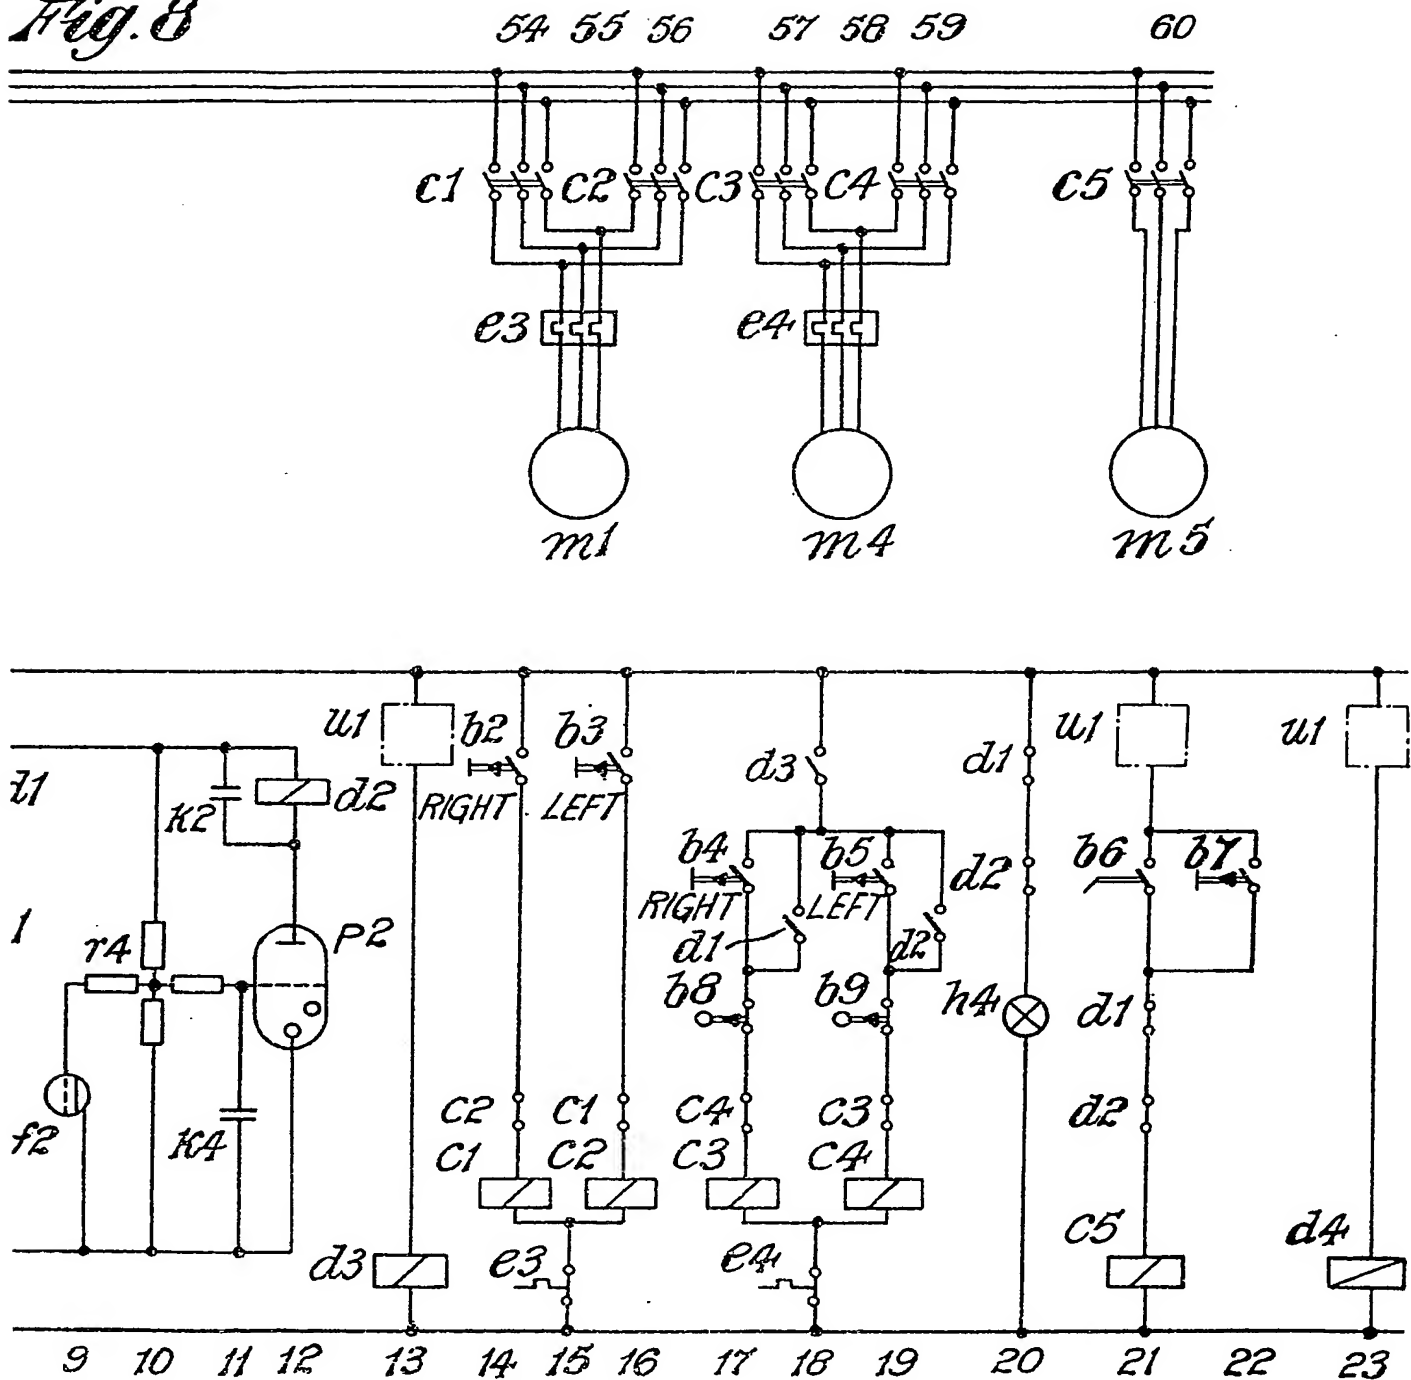 Fig. 8
54 55 56 57 58 59 60
c1 c2 c3 c4 c5
e3 e4
m1 m4 m5
u1 b2 b3 u1 u1
d3 d1
d1 K2 d2 RIGHT LEFT
b4 b5 d2 b6 b7
RIGHT LEFT
1 r4 P2 d1 d2
b8 b9 h4 d1
f2 K4 c2 c1 c4 c3 d2
c1 c2 c3 c4
d3 e3 e4 c5 d4
9 10 11 12 13 14 15 16 17 18 19 20 21 22 23